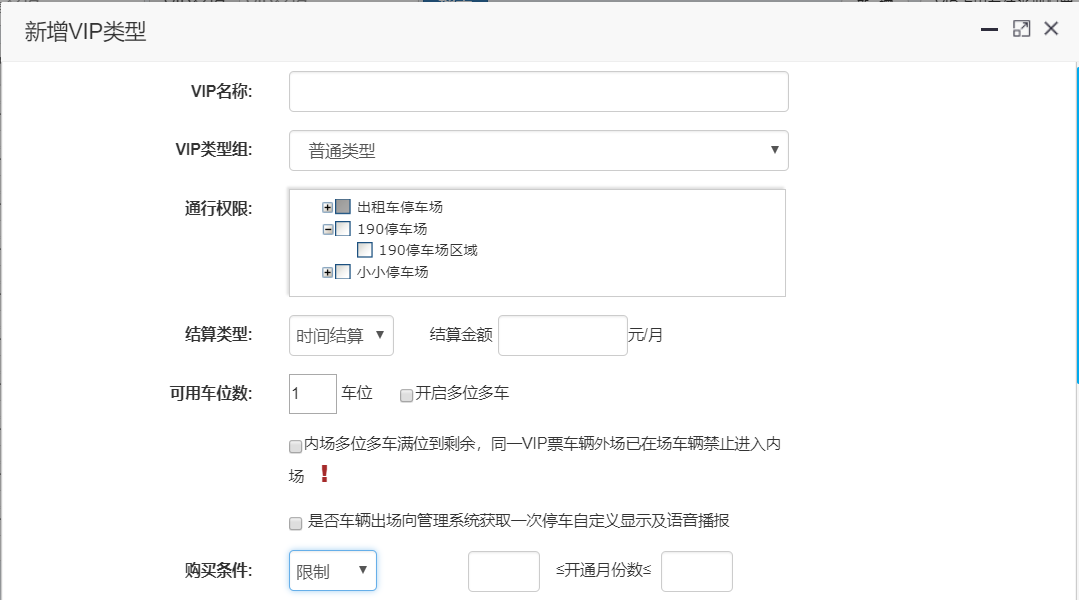 新增VIP类型
VIP名称:
VIP类型组: 普通类型
通行权限: 出租车停车场
190停车场
190停车场区域
小小停车场
结算类型: 时间结算 结算金额 元/月
可用车位数: 1 车位 开启多位多车
内场多位多车满位到剩余，同一VIP票车辆外场已在场车辆禁止进入内
场 !
是否车辆出场向管理系统获取一次停车自定义显示及语音播报
购买条件: 限制 ≤开通月份数≤